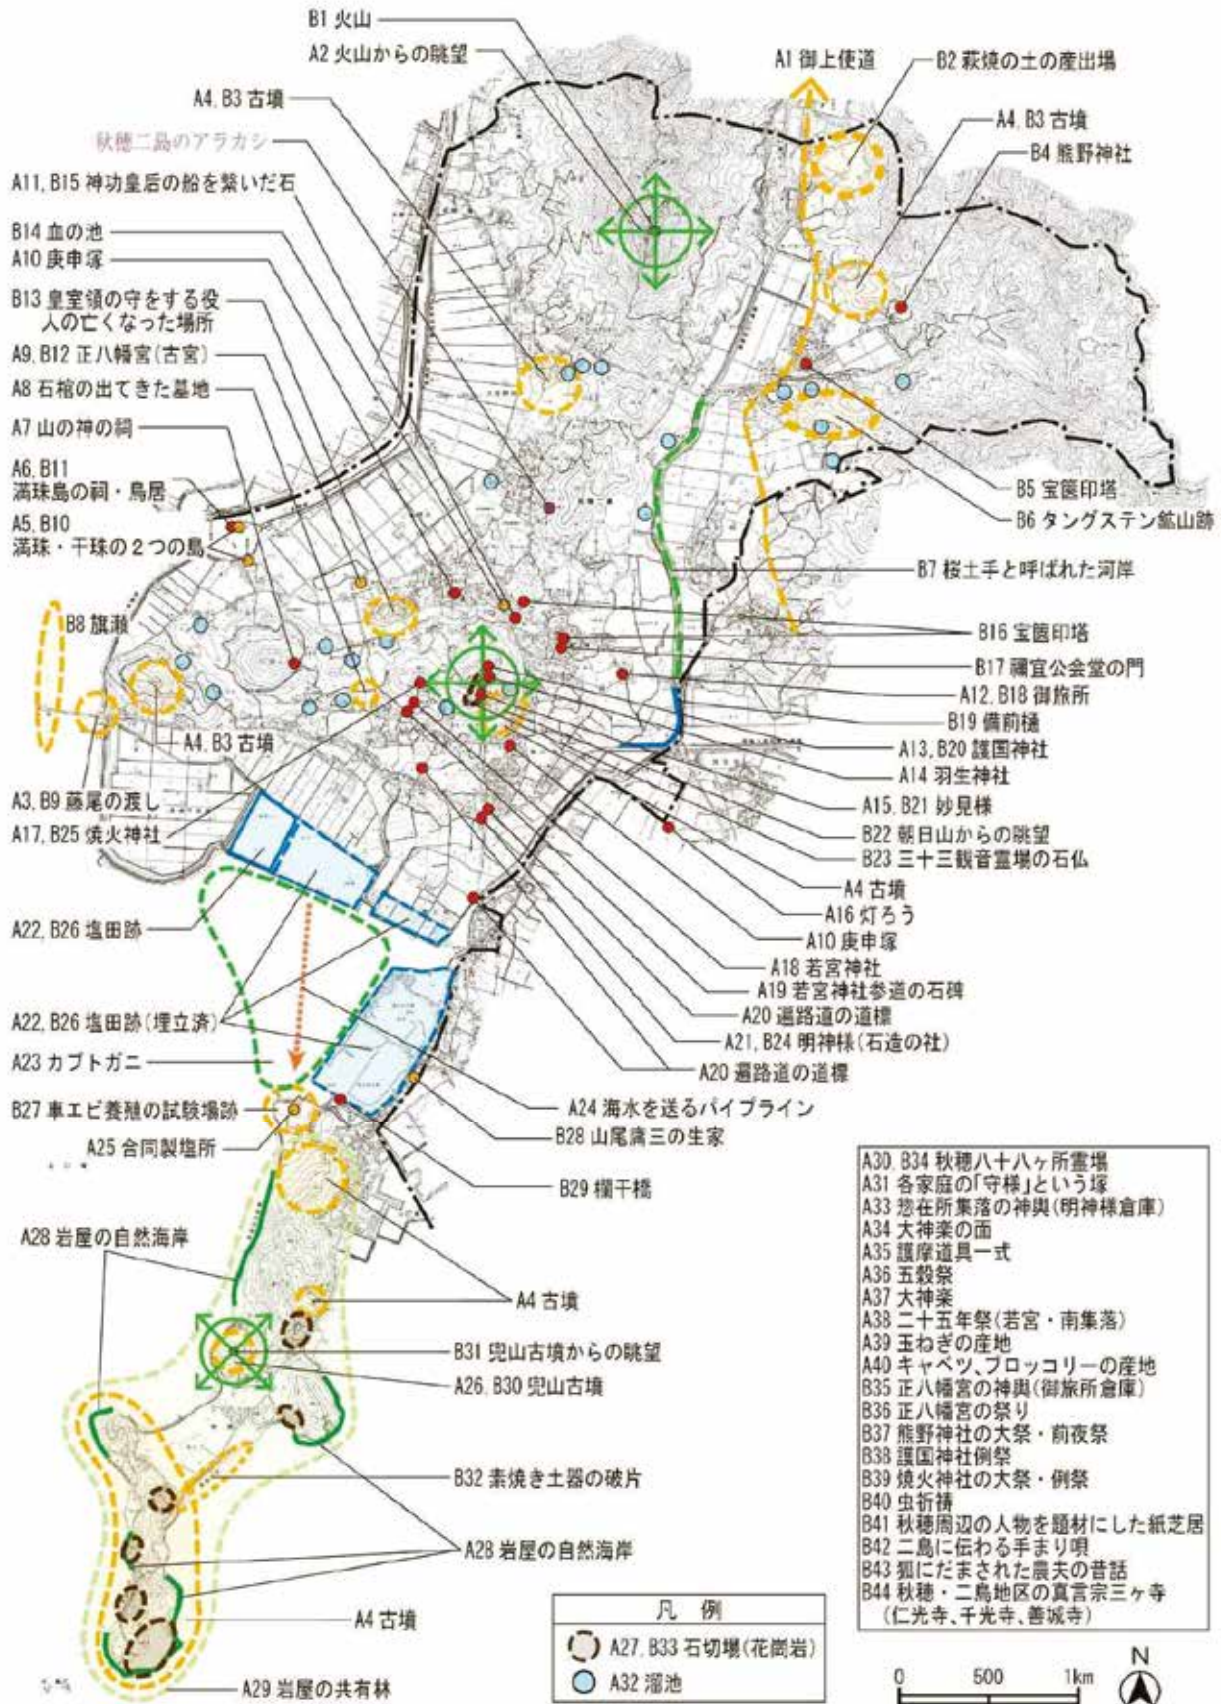 B1 火山
A2 火山からの眺望
A1 御上使道
B2 萩焼の土の産出場
A4, B3 古墳
A4, B3 古墳
秋穂二島のアラカシ
B4 熊野神社
A11, B15 神功皇后の船を繋いだ石
B14 血の池
A10 庚申塚
B13 皇室領の守をする役
人の亡くなった場所
A9, B12 正八幡宮(古宮)
A8 石棺の出てきた墓地
A7 山の神の祠
A6, B11
満珠島の祠・鳥居
A5, B10
満珠・干珠の2つの島
B5 宝篋印塔
B6 タングステン鉱山跡
B7 桜土手と呼ばれた河岸
B8 旗瀬
B16 宝篋印塔
B17 禰宜公会堂の門
A12, B18 御旅所
B19 備前樋
A4, B3 古墳
A13, B20 護国神社
A14 羽生神社
A3, B9 藤尾の渡し
A15, B21 妙見様
A17, B25 焼火神社
B22 朝日山からの眺望
B23 三十三観音霊場の石仏
A4 古墳
A16 灯ろう
A22, B26 塩田跡
A10 庚申塚
A18 若宮神社
A19 若宮神社参道の石碑
A20 遍路道の道標
A22, B26 塩田跡(埋立済)
A21, B24 明神様(石造の社)
A23 カブトガニ
A20 遍路道の道標
B27 車エビ養殖の試験場跡
A24 海水を送るパイプライン
A25 合同製塩所
B28 山尾庸三の生家
B29 欄干橋
A28 岩屋の自然海岸
A4 古墳
B31 兜山古墳からの眺望
A26, B30 兜山古墳
B32 素焼き土器の破片
A28 岩屋の自然海岸
A4 古墳
A29 岩屋の共有林
A30, B34 秋穂八十八ヶ所霊場
A31 各家庭の「守様」という塚
A33 惣在所集落の神輿(明神様倉庫)
A34 大神楽の面
A35 護摩道具一式
A36 五穀祭
A37 大神楽
A38 二十五年祭(若宮・南集落)
A39 玉ねぎの産地
A40 キャベツ、ブロッコリーの産地
B35 正八幡宮の神輿(御旅所倉庫)
B36 正八幡宮の祭り
B37 熊野神社の大祭・前夜祭
B38 護国神社例祭
B39 焼火神社の大祭・例祭
B40 虫祈祷
B41 秋穂周辺の人物を題材にした紙芝居
B42 二島に伝わる手まり唄
B43 狐にだまされた農夫の昔話
B44 秋穂・二島地区の真言宗三ヶ寺
(仁光寺、千光寺、善城寺)
凡 例
A27, B33 石切場(花崗岩)
A32 溜池
N
0 500 1km